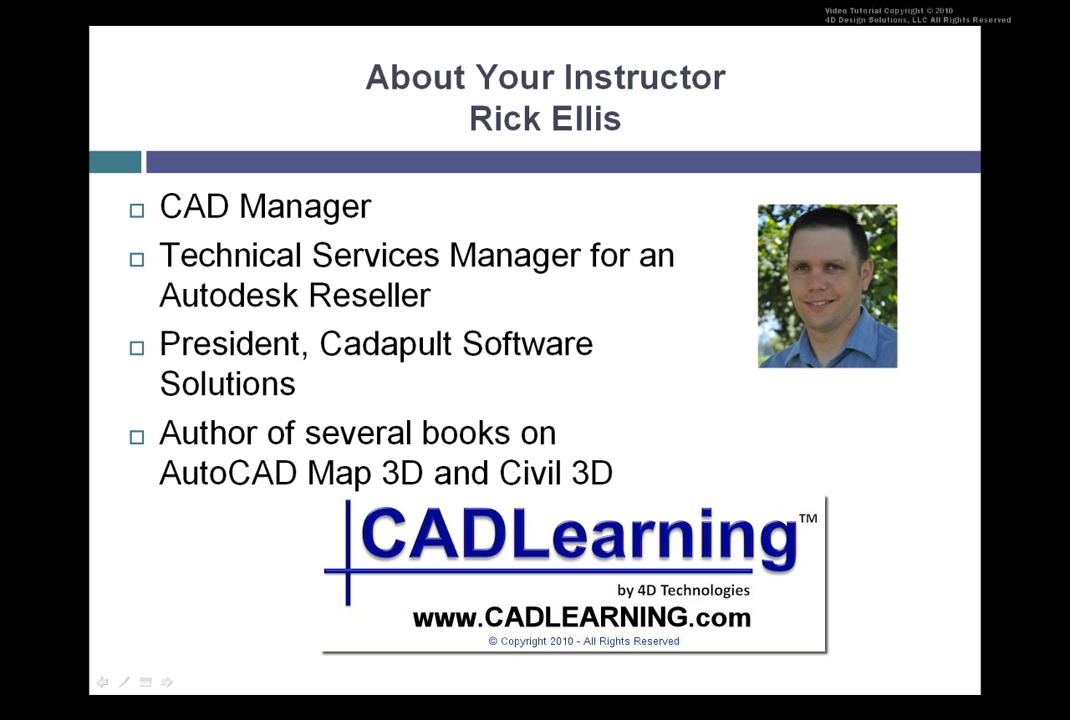 Video Tutorial Copyright © 2010
4D Design Solutions, LLC All Rights Reserved
About Your Instructor
Rick Ellis
CAD Manager
Technical Services Manager for an
Autodesk Reseller
President, Cadapult Software
Solutions
Author of several books on
AutoCAD Map 3D and Civil 3D
CADLearning™
by 4D Technologies
www.CADLEARNING.com
© Copyright 2010 - All Rights Reserved